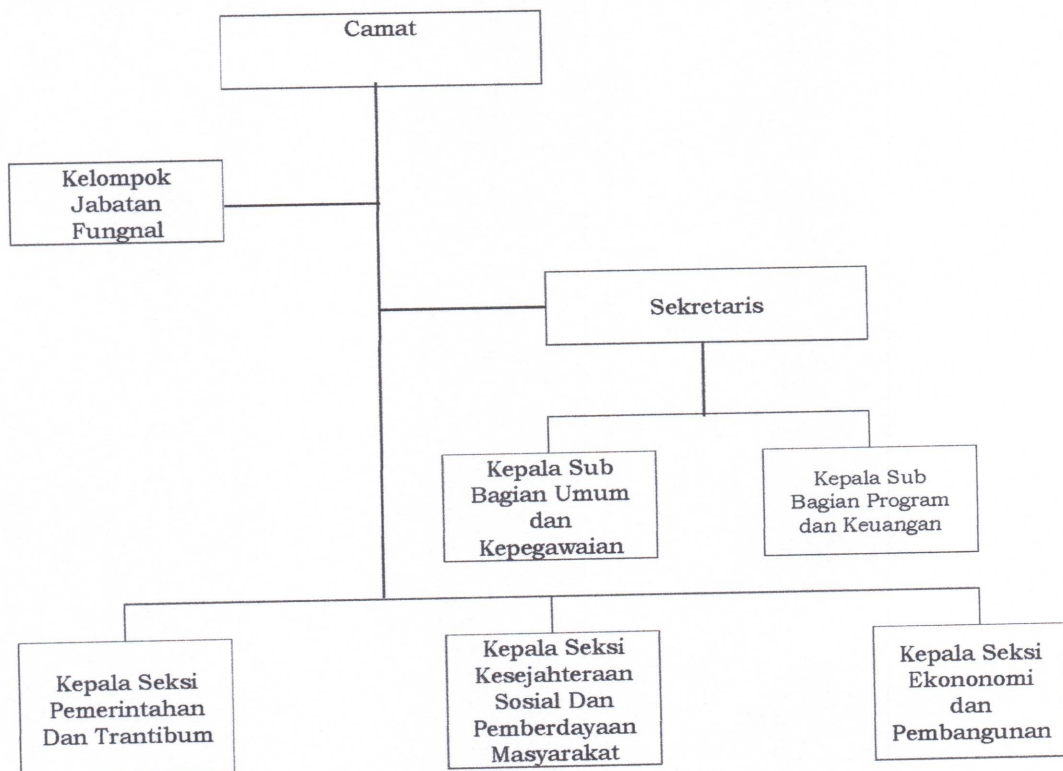 Camat
Kelompok
Jabatan
Fungnal
Sekretaris
Kepala Sub
Bagian Umum
dan
Kepegawaian
Kepala Sub
Bagian Program
dan Keuangan
Kepala Seksi
Pemerintahan
Dan Trantibum
Kepala Seksi
Kesejahteraan
Sosial Dan
Pemberdayaan
Masyarakat
Kepala Seksi
Ekononomi
dan
Pembangunan